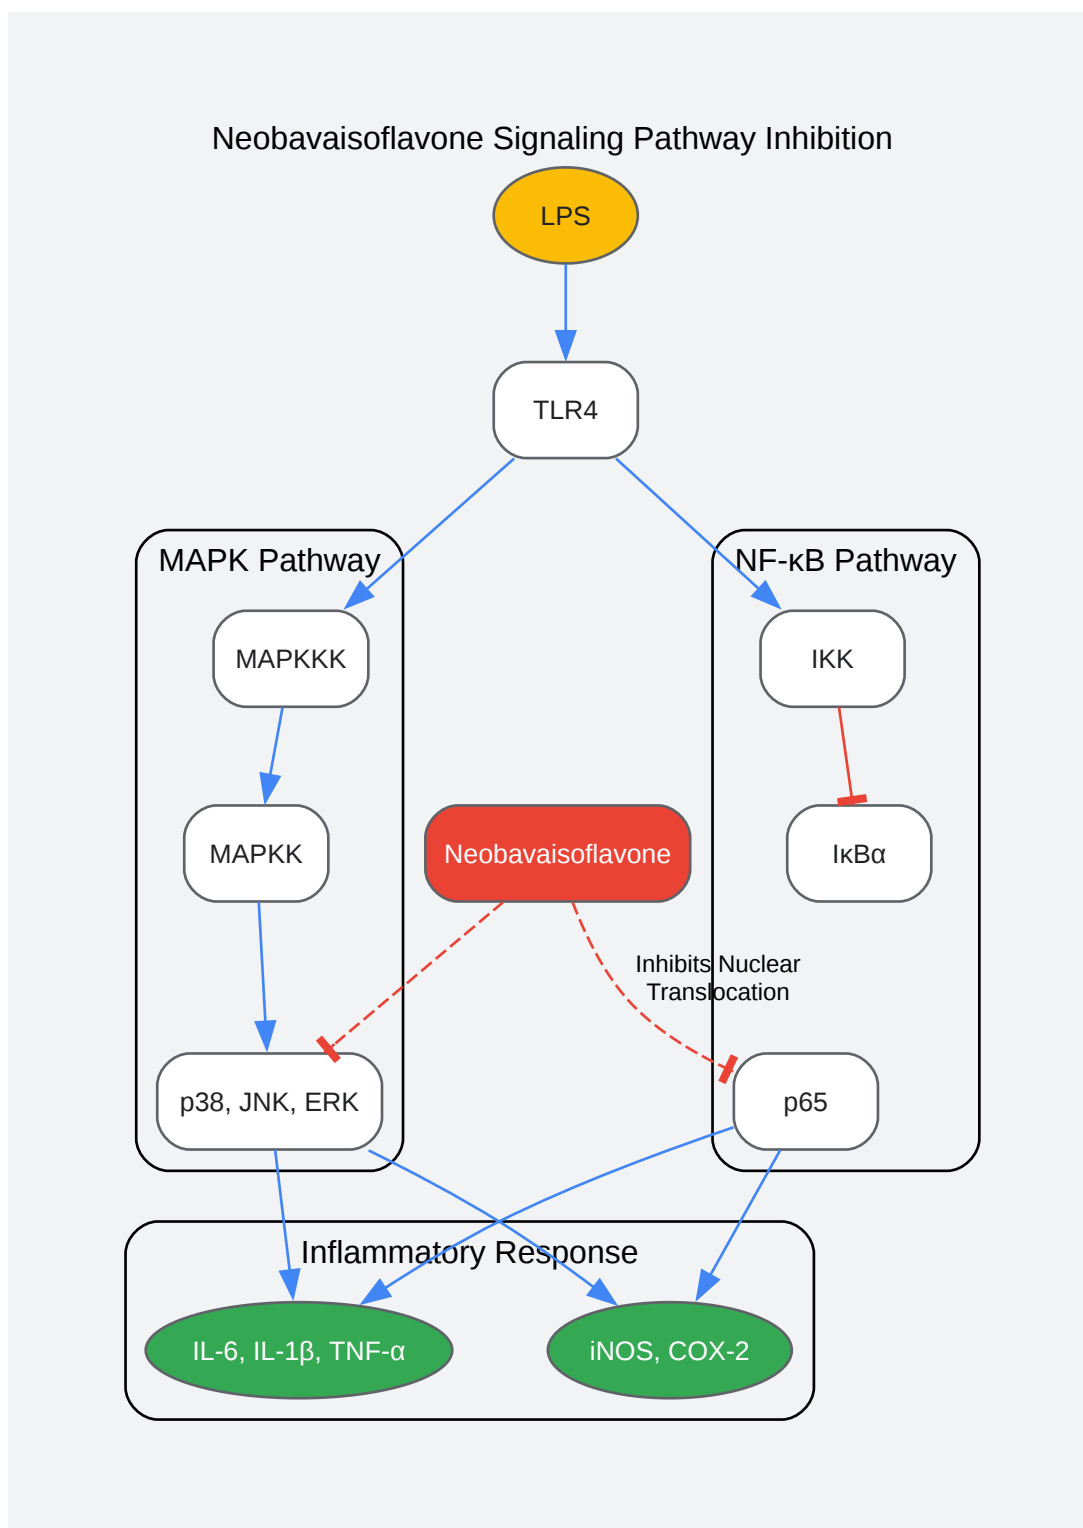 Neobavaisoflavone Signaling Pathway Inhibition
LPS
TLR4
MAPK Pathway
NF-κB Pathway
MAPKKK
IKK
MAPKK
Neobavaisoflavone
IκBα
Inhibits Nuclear
Translocation
p38, JNK, ERK
p65
Inflammatory Response
IL-6, IL-1β, TNF-α
iNOS, COX-2